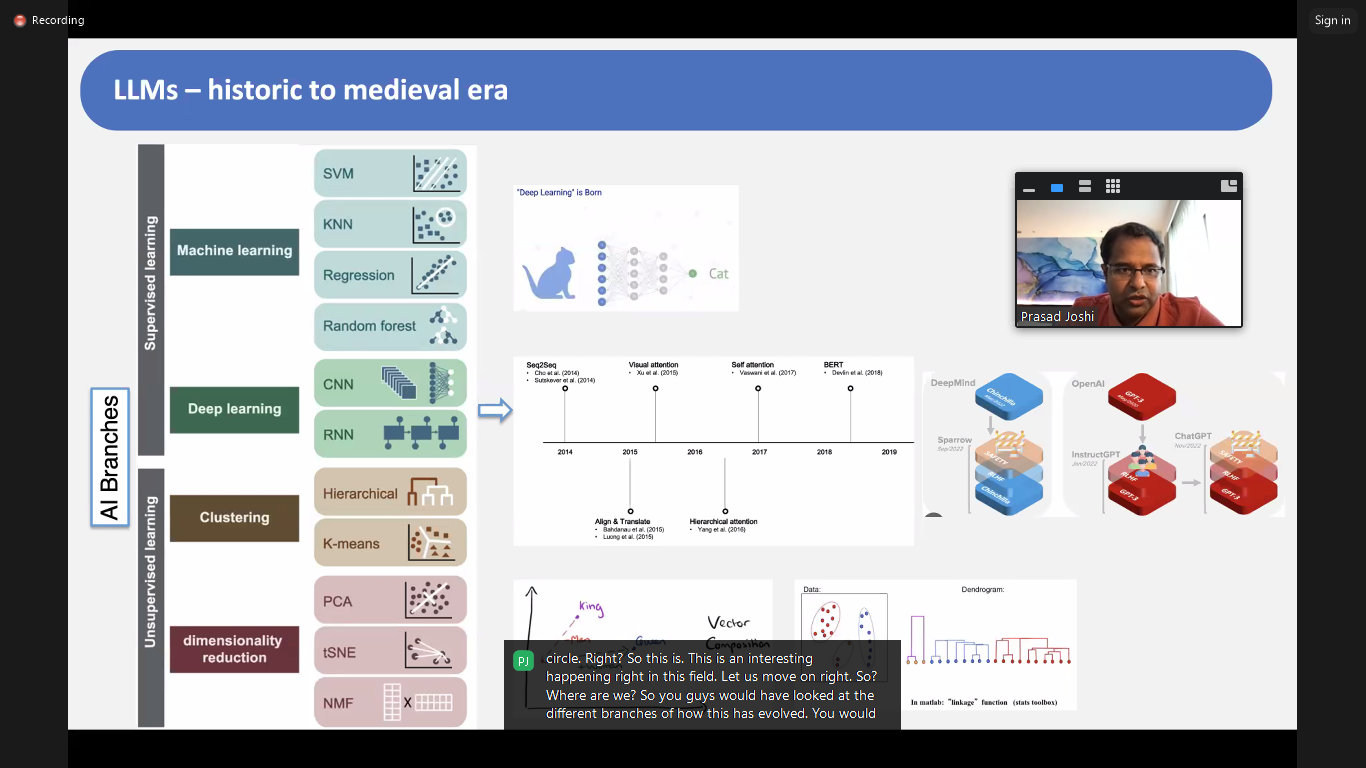 Recording
Sign in
LLMs – historic to medieval era
AI Branches
Supervised learning
Unsupervised learning
Machine learning
Deep learning
Clustering
dimensionality
reduction
SVM
KNN
Regression
Random forest
CNN
RNN
Hierarchical
K-means
PCA
tSNE
NMF
X
"Deep Learning" is Born
Cat
Prasad Joshi
Seq2Seq
• Cho et al. (2014)
• Sutskever et al. (2014)
Visual attention
• Xu et al. (2015)
Self attention
• Vaswani et al. (2017)
BERT
• Devlin et al. (2018)
2014
2015
2016
2017
2018
2019
Align & Translate
• Bahdanau et al. (2015)
• Luong et al. (2015)
Hierarchical attention
• Yang et al. (2016)
DeepMind
Chinchilla
Sparrow
Sep/2022
SAFETY
RLHF
Chinchilla
OpenAI
GPT-3
May/2020
InstructGPT
Jan/2022
RLHF
GPT-3
ChatGPT
Nov/2022
SAFETY
RLHF
GPT-3
King
Man
Queen
Vector
Composition
Data:
Dendrogram:
In matlab: "linkage" function (stats toolbox)
PJ
circle. Right? So this is. This is an interesting
happening right in this field. Let us move on right. So?
Where are we? So you guys would have looked at the
different branches of how this has evolved. You would